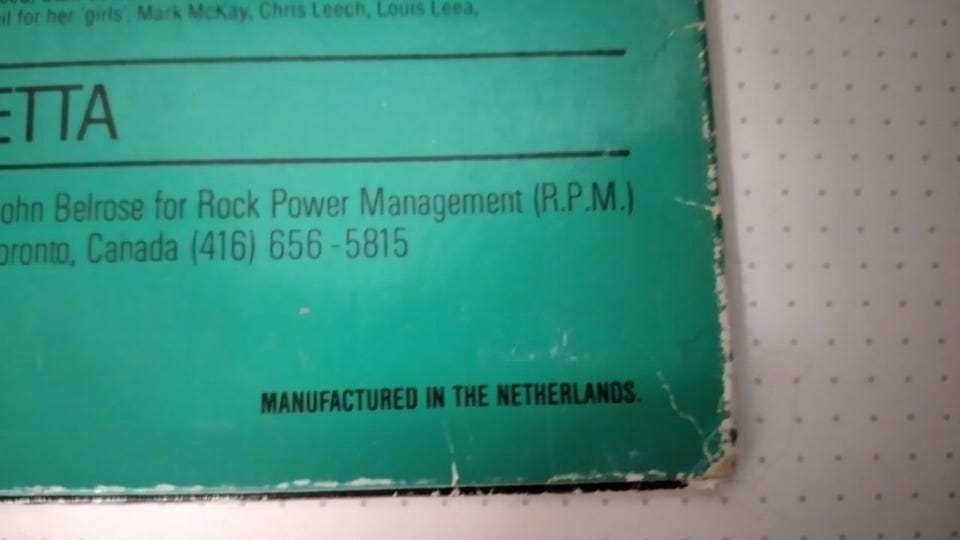 il for her 'girls', Mark McKay, Chris Leech, Louis Leea,
ETTA
ohn Belrose for Rock Power Management (R.P.M.)
oronto, Canada (416) 656-5815
MANUFACTURED IN THE NETHERLANDS.